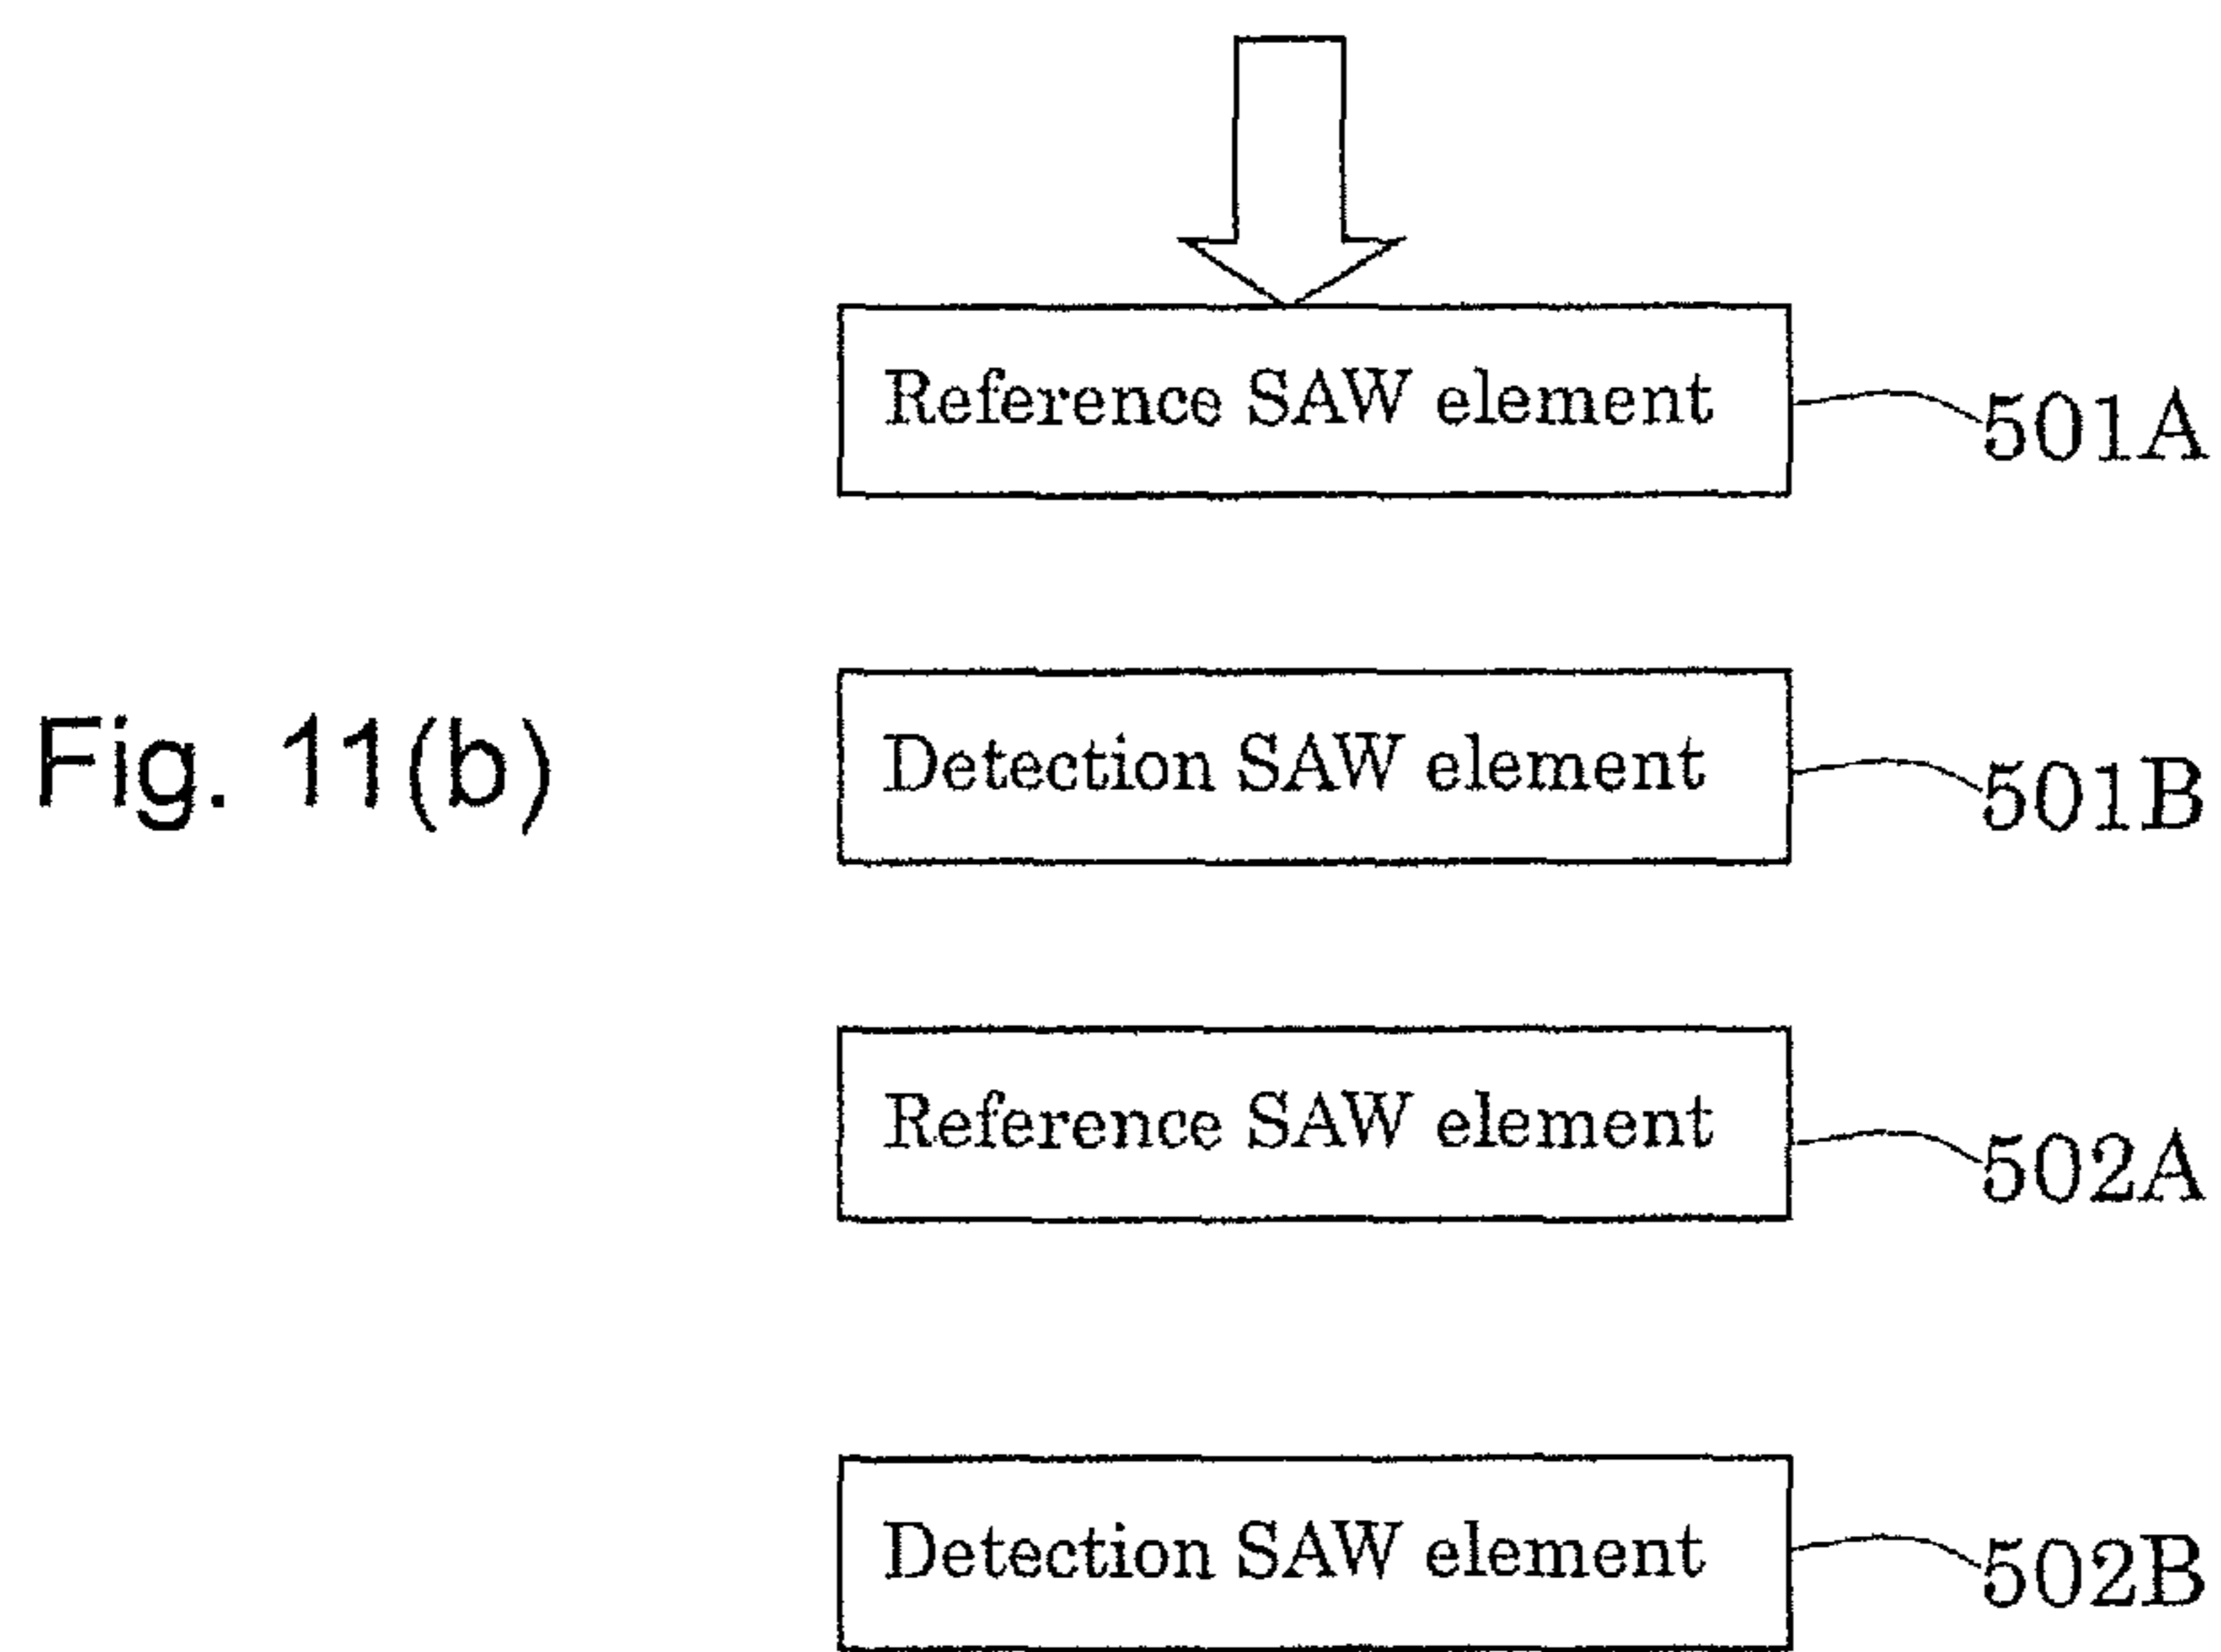 Reference SAW element 501A
Fig. 11(b)
Detection SAW element 501B
Reference SAW element 502A
Detection SAW element 502B